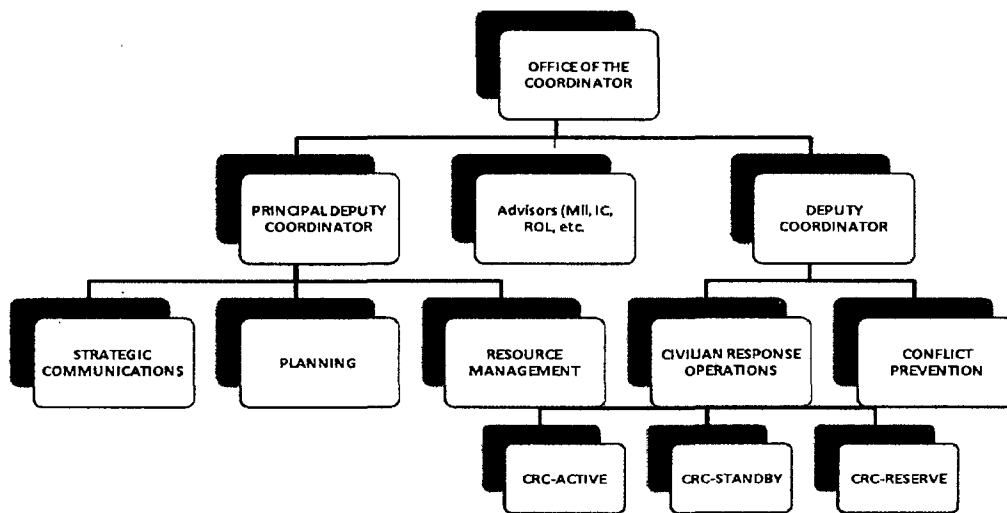 OFFICE OF THE
COORDINATOR
PRINCIPAL DEPUTY
COORDINATOR
Advisors (Mil, IC,
ROL, etc.
DEPUTY
COORDINATOR
STRATEGIC
COMMUNICATIONS
PLANNING
RESOURCE
MANAGEMENT
CIVILIAN RESPONSE
OPERATIONS
CONFLICT
PREVENTION
CRC-ACTIVE
CRC-STANDBY
CRC-RESERVE